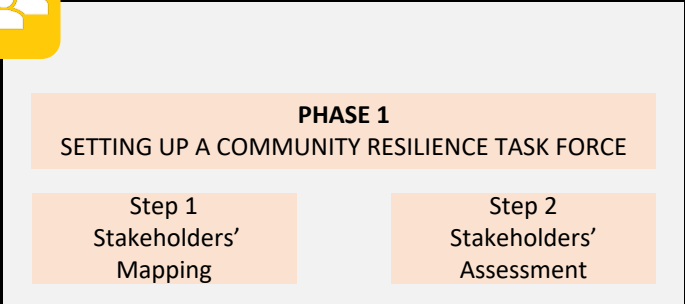 PHASE 1
SETTING UP A COMMUNITY RESILIENCE TASK FORCE
Step 1
Stakeholders’
Mapping
Step 2
Stakeholders’
Assessment